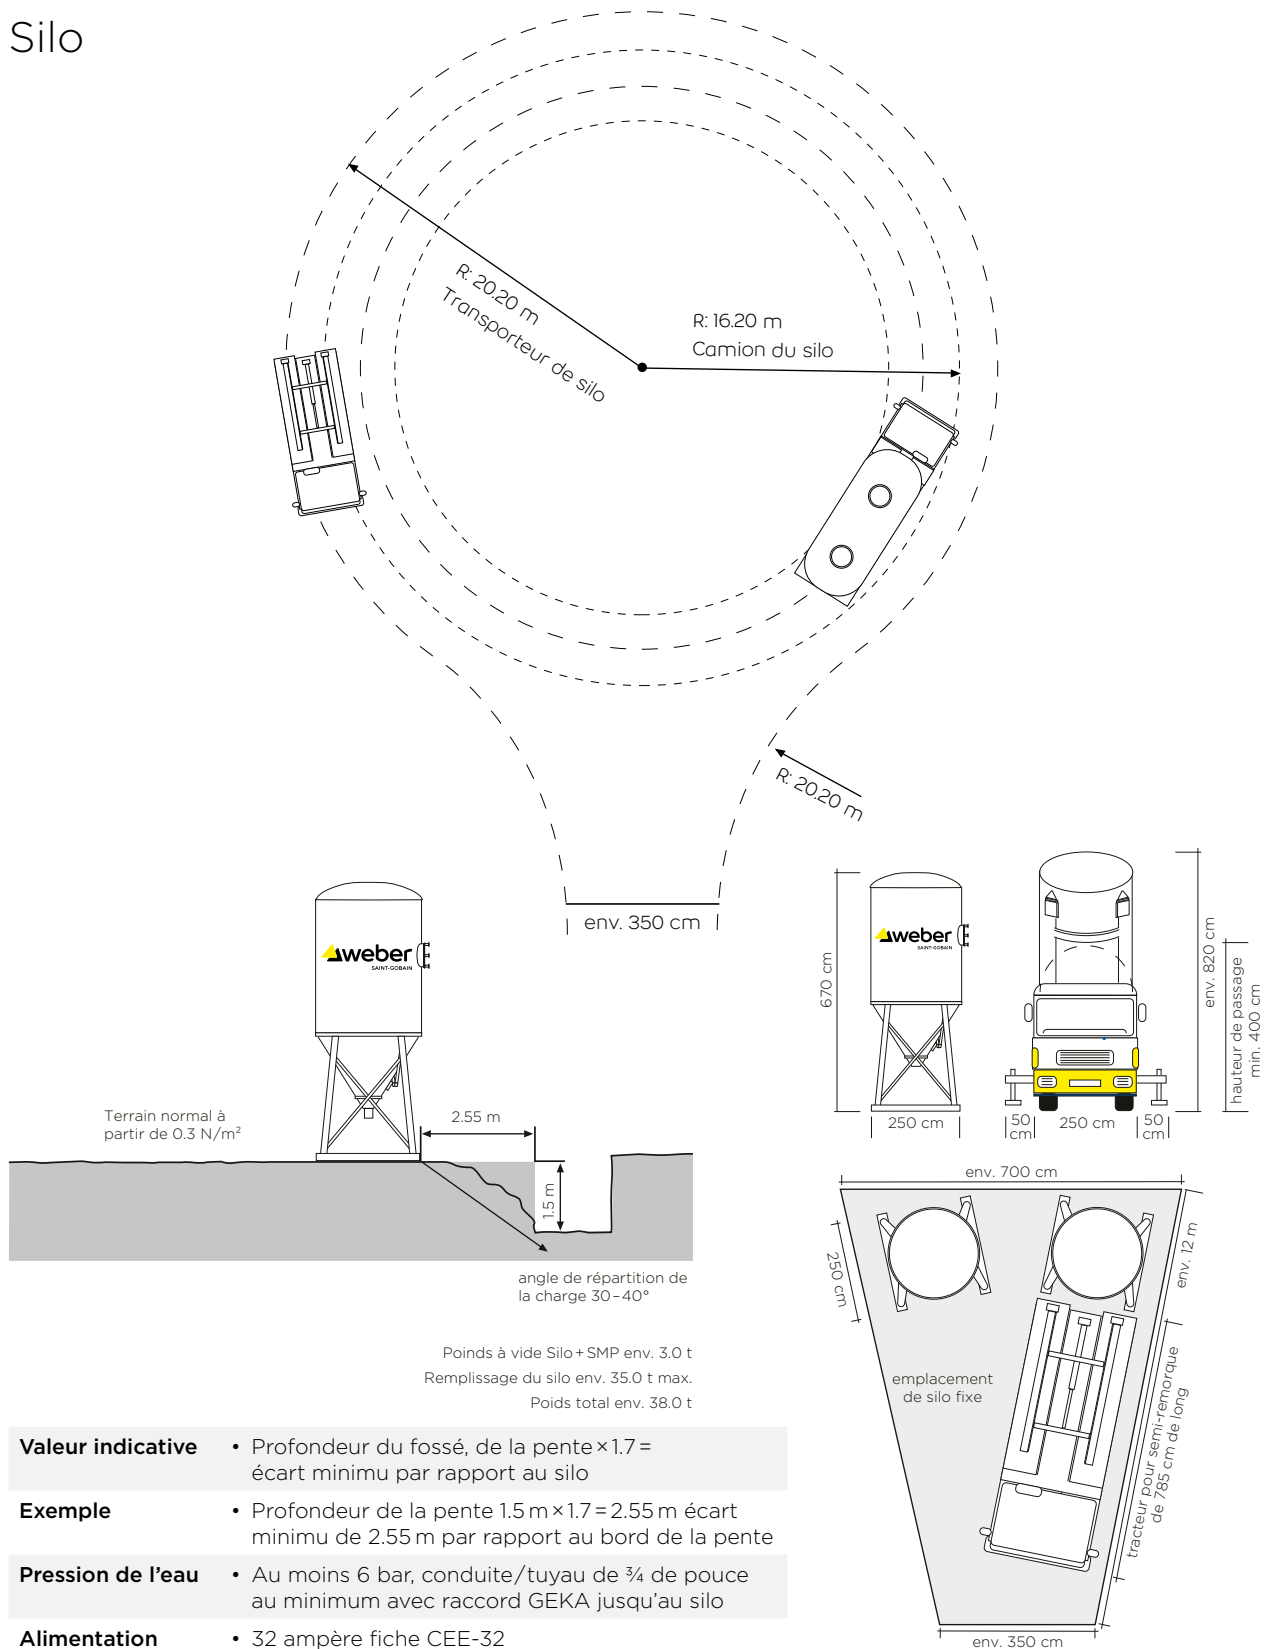 Silo
R: 20.20 m
Transporteur de silo
R: 16.20 m
Camion du silo
R: 20.20 m
env. 350 cm
weber
SAINT-GOBAIN
Terrain normal à
partir de 0.3 N/m²
2.55 m
1.5 m
angle de répartition de
la charge 30–40°
670 cm
weber
SAINT-GOBAIN
250 cm
50
cm
250 cm
50
cm
env. 820 cm
hauteur de passage
min. 400 cm
env. 700 cm
250 cm
env. 12 m
emplacement
de silo fixe
tracteur pour semi-remorque
de 785 cm de long
env. 350 cm
Poinds à vide Silo + SMP env. 3.0 t
Remplissage du silo env. 35.0 t max.
Poids total env. 38.0 t
Valeur indicative • Profondeur du fossé, de la pente × 1.7 =
écart minimu par rapport au silo
Exemple • Profondeur de la pente 1.5 m × 1.7 = 2.55 m écart
minimu de 2.55 m par rapport au bord de la pente
Pression de l’eau • Au moins 6 bar, conduite/tuyau de ¾ de pouce
au minimum avec raccord GEKA jusqu’au silo
Alimentation • 32 ampère fiche CEE-32